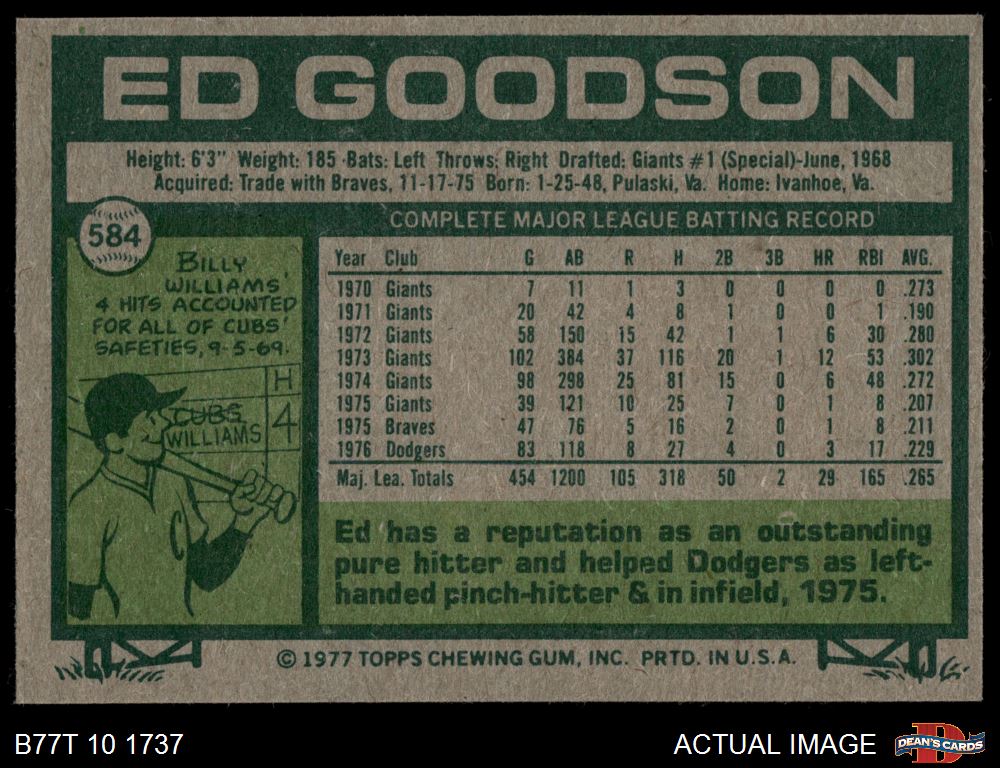 ED GOODSON
Height: 6'3" Weight: 185 Bats: Left Throws: Right Drafted: Giants #1 (Special)-June, 1968
Acquired: Trade with Braves, 11-17-75 Born: 1-25-48, Pulaski, Va. Home: Ivanhoe, Va.
584
BILLY
WILLIAMS'
4 HITS ACCOUNTED
FOR ALL OF CUBS'
SAFETIES, 9-5-69.
H
CUBS
WILLIAMS 4
C
COMPLETE MAJOR LEAGUE BATTING RECORD
Year Club G AB R H 2B 3B HR RBI AVG.
1970 Giants 7 11 1 3 0 0 0 0 .273
1971 Giants 20 42 4 8 1 0 0 1 .190
1972 Giants 58 150 15 42 1 1 6 30 .280
1973 Giants 102 384 37 116 20 1 12 53 .302
1974 Giants 98 298 25 81 15 0 6 48 .272
1975 Giants 39 121 10 25 7 0 1 8 .207
1975 Braves 47 76 5 16 2 0 1 8 .211
1976 Dodgers 83 118 8 27 4 0 3 17 .229
Maj. Lea. Totals 454 1200 105 318 50 2 29 165 .265
Ed has a reputation as an outstanding
pure hitter and helped Dodgers as left-
handed pinch-hitter & in infield, 1975.
© 1977 TOPPS CHEWING GUM, INC. PRTD. IN U.S.A.
B77T 10 1737
ACTUAL IMAGE
D
DEAN'S CARDS